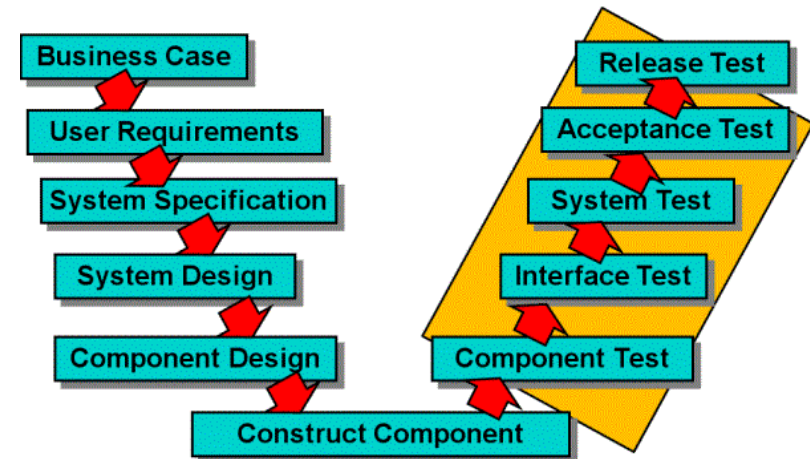 Business Case
User Requirements
System Specification
System Design
Component Design
Construct Component
Component Test
Interface Test
System Test
Acceptance Test
Release Test